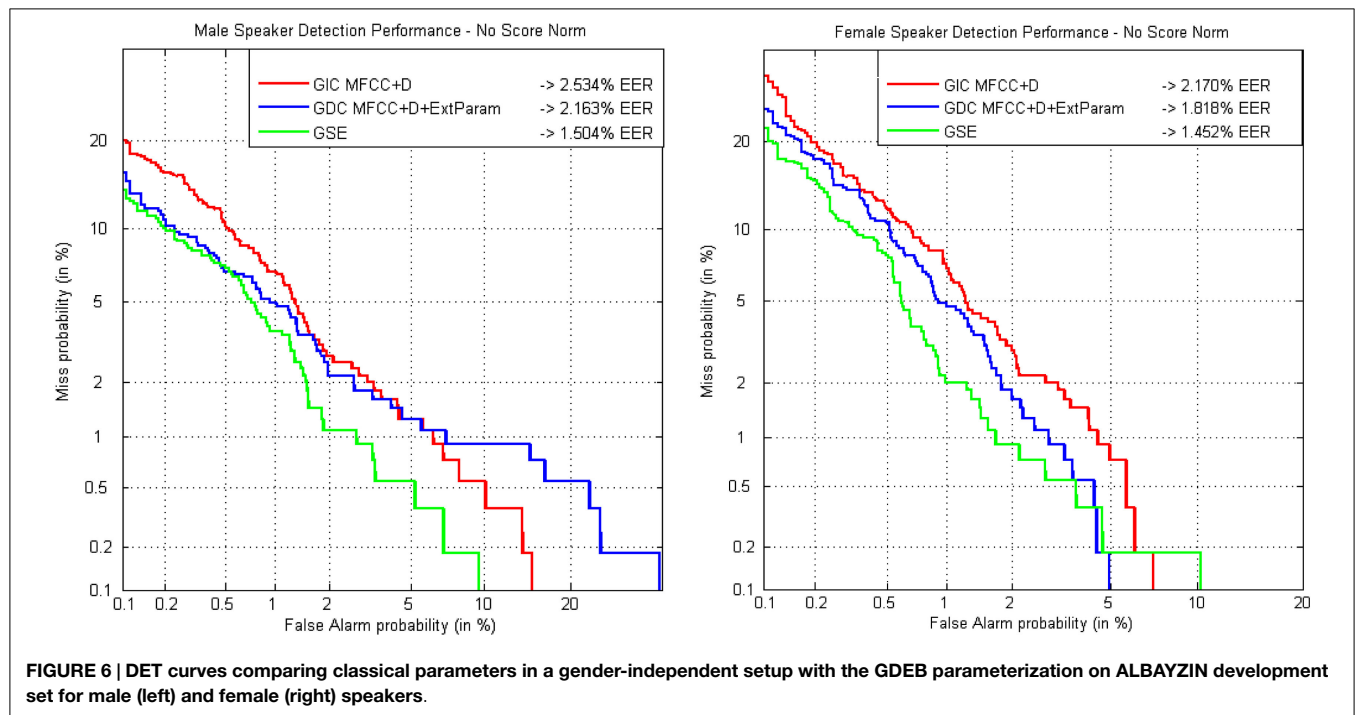 Male Speaker Detection Performance - No Score Norm
GIC MFCC+D -> 2.534% EER
GDC MFCC+D+ExtParam -> 2.163% EER
GSE -> 1.504% EER
20
10
5
2
1
0.5
0.2
0.1
Miss probability (in %)
0.1 0.2 0.5 1 2 5 10 20
False Alarm probability (in %)
Female Speaker Detection Performance - No Score Norm
GIC MFCC+D -> 2.170% EER
GDC MFCC+D+ExtParam -> 1.818% EER
GSE -> 1.452% EER
20
10
5
2
1
0.5
0.2
0.1
Miss probability (in %)
0.1 0.2 0.5 1 2 5 10 20
False Alarm probability (in %)
FIGURE 6 | DET curves comparing classical parameters in a gender-independent setup with the GDEB parameterization on ALBAYZIN development
set for male (left) and female (right) speakers.